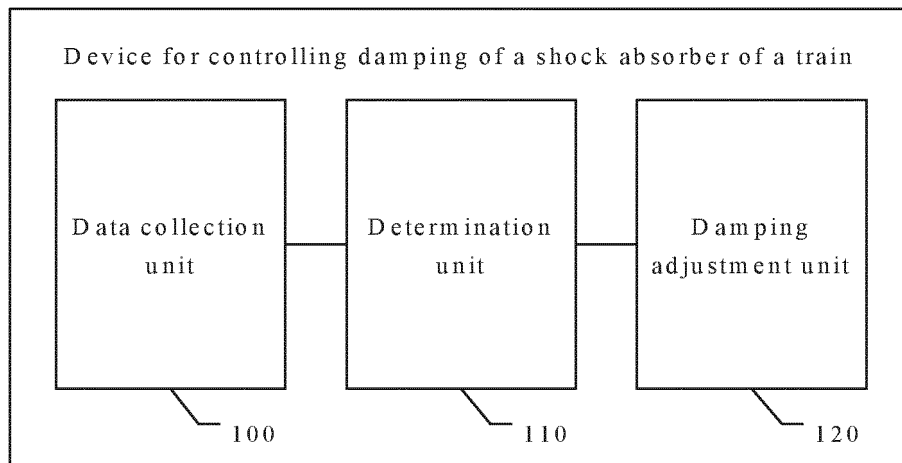 Device for controlling damping of a shock absorber of a train
Data collection
unit
Determination
unit
Damping
adjustment unit
100
110
120